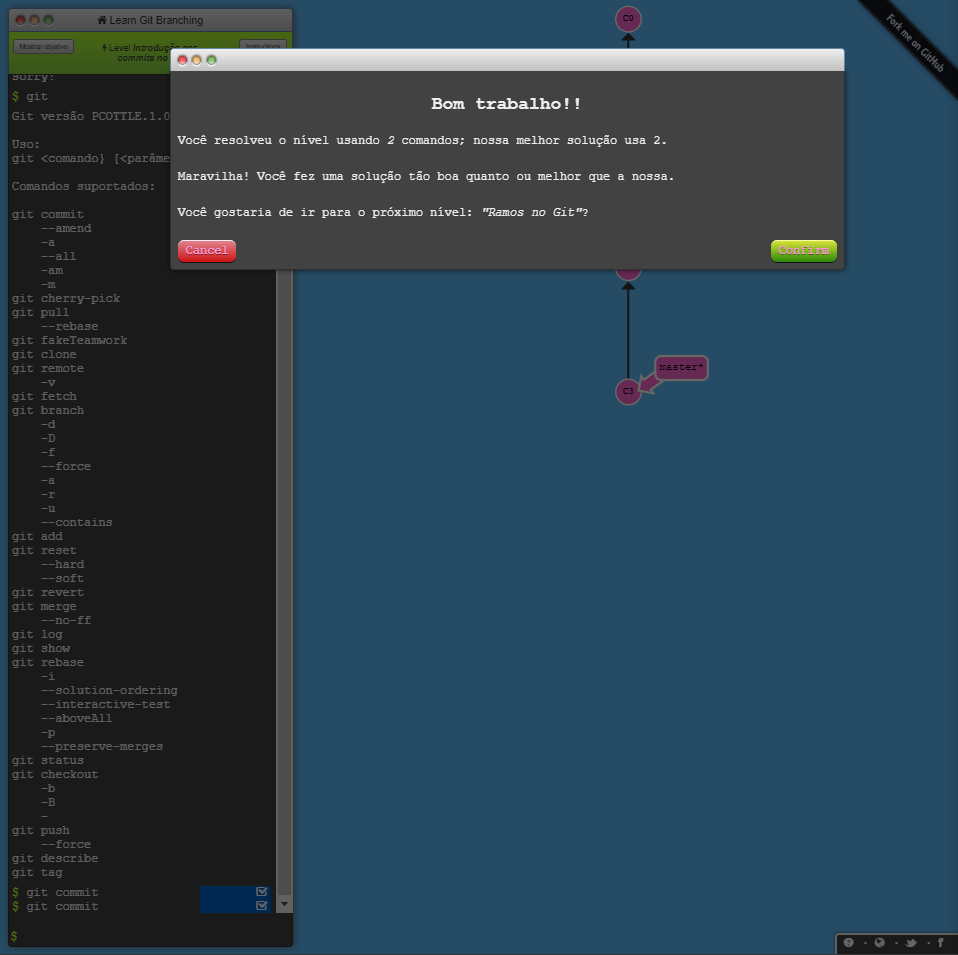 Learn Git Branching
Mostrar objetivo
Level Introdução aos
commits no
Instructions
sorry!
$ git
Git versão PCOTTLE.1.0
Uso:
git <comando} [<parâme
Comandos suportados:
git commit
--amend
-a
--all
-am
-m
git cherry-pick
git pull
--rebase
git fakeTeamwork
git clone
git remote
-v
git fetch
git branch
-d
-D
-f
--force
-a
-r
-u
--contains
git add
git reset
--hard
--soft
git revert
git merge
--no-ff
git log
git show
git rebase
-i
--solution-ordering
--interactive-test
--aboveAll
-p
--preserve-merges
git status
git checkout
-b
-B
-
git push
--force
git describe
git tag
$ git commit
$ git commit
$
Bom trabalho!!
Você resolveu o nível usando 2 comandos; nossa melhor solução usa 2.
Maravilha! Você fez uma solução tão boa quanto ou melhor que a nossa.
Você gostaria de ir para o próximo nível: "Ramos no Git"?
Cancel
Confirm
C0
master*
C3
Fork me on GitHub